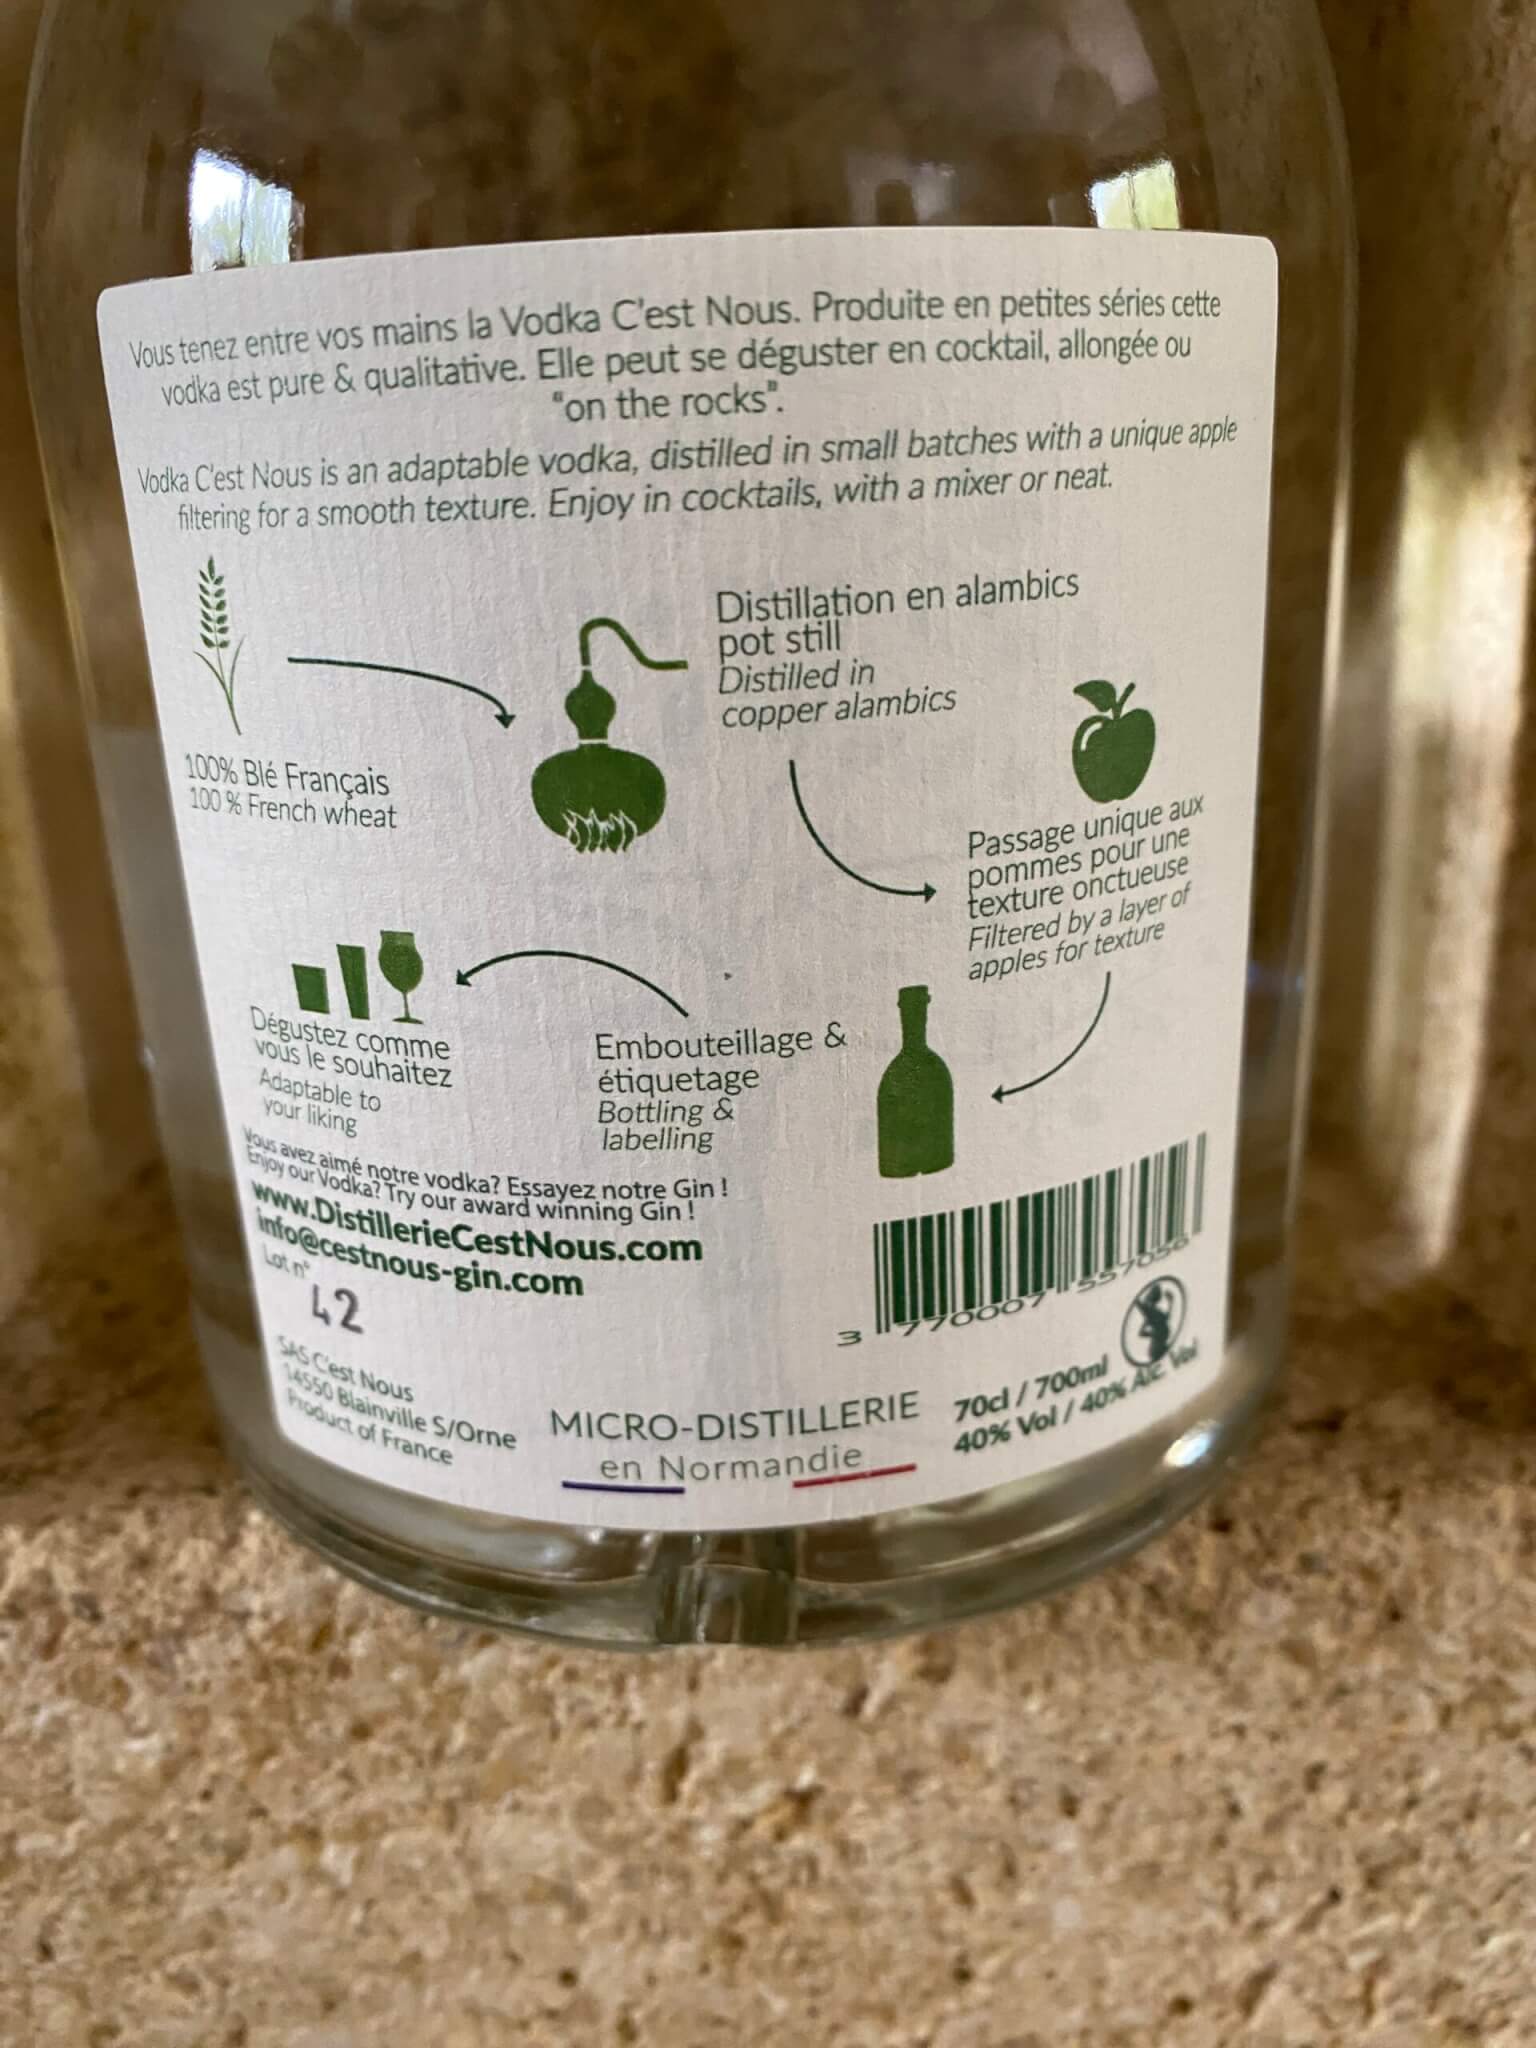 Vous tenez entre vos mains la Vodka C'est Nous. Produite en petites séries cette
vodka est pure & qualitative. Elle peut se déguster en cocktail, allongée ou
"on the rocks".
Vodka C'est Nous is an adaptable vodka, distilled in small batches with a unique apple
filtering for a smooth texture. Enjoy in cocktails, with a mixer or neat.
100% Blé Français
100 % French wheat
Distillation en alambics
pot still
Distilled in
copper alambics
Passage unique aux
pommes pour une
texture onctueuse
Filtered by a layer of
apples for texture
Embouteillage &
étiquetage
Bottling &
labelling
Dégustez comme
vous le souhaitez
Adaptable to
your liking
Vous avez aimé notre vodka? Essayez notre Gin !
Enjoy our Vodka? Try our award winning Gin !
www.DistillerieCestNous.com
info@cestnous-gin.com
Lot n°
42
SAS C'est Nous
14550 Blainville S/Orne
Product of France
MICRO-DISTILLERIE
en Normandie
3 770007 557056
70cl / 700ml
40% Vol / 40% Alc. Vol